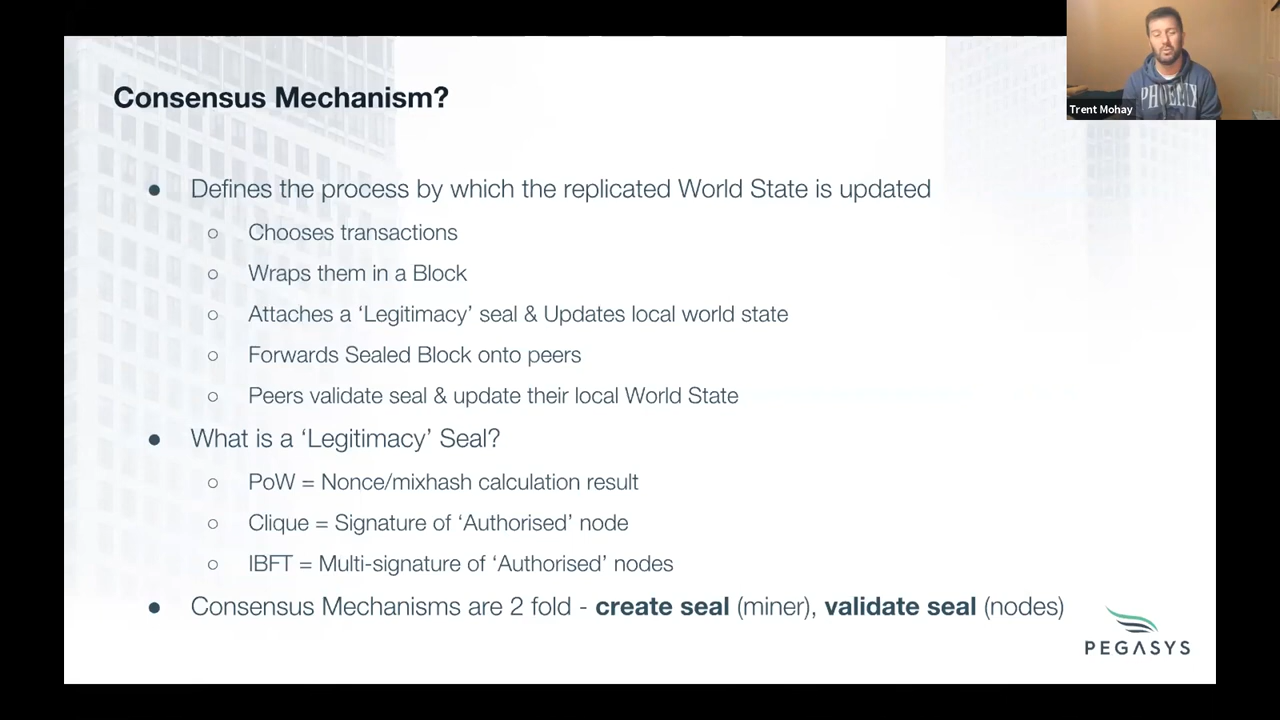 Consensus Mechanism?
● Defines the process by which the replicated World State is updated
○ Chooses transactions
○ Wraps them in a Block
○ Attaches a ‘Legitimacy’ seal & Updates local world state
○ Forwards Sealed Block onto peers
○ Peers validate seal & update their local World State
● What is a ‘Legitimacy’ Seal?
○ PoW = Nonce/mixhash calculation result
○ Clique = Signature of ‘Authorised’ node
○ IBFT = Multi-signature of ‘Authorised’ nodes
● Consensus Mechanisms are 2 fold - create seal (miner), validate seal (nodes)
PEGASYS
PHOENIX
Trent Mohay